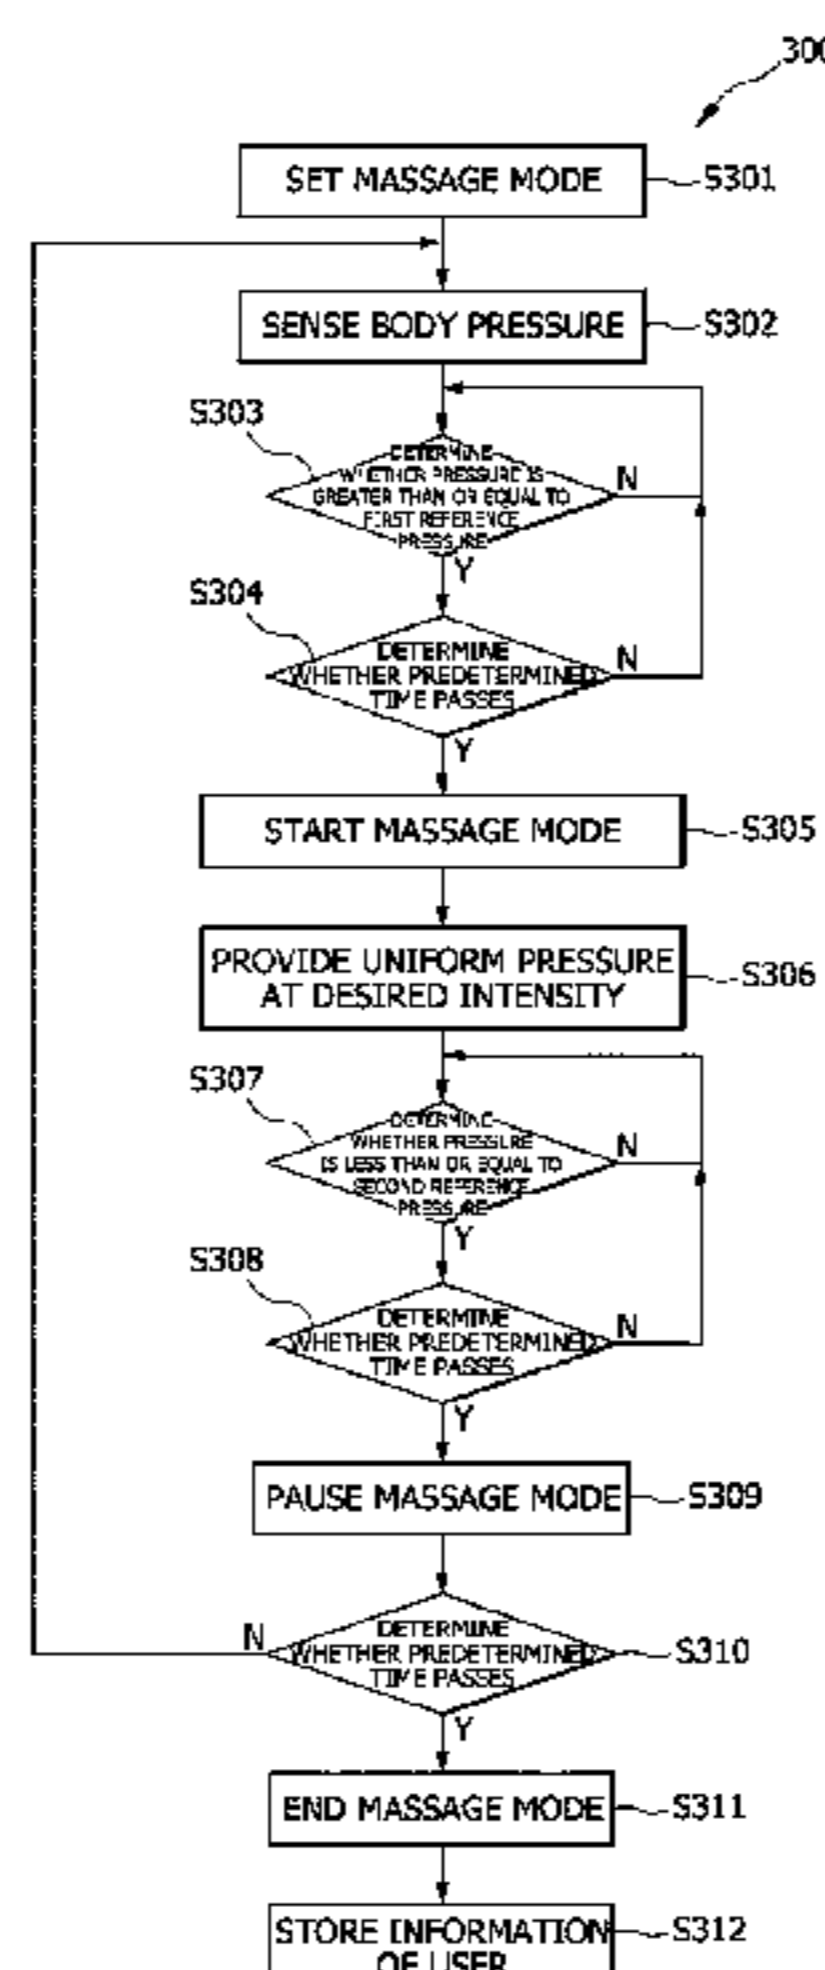 300
SET MASSAGE MODE
S301
SENSE BODY PRESSURE
S302
S303
DETERMINE
WHETHER PRESSURE IS
GREATER THAN OR EQUAL TO
FIRST REFERENCE
PRESSURE
N
Y
S304
DETERMINE
WHETHER PREDETERMINED
TIME PASSES
N
Y
START MASSAGE MODE
S305
PROVIDE UNIFORM PRESSURE
AT DESIRED INTENSITY
S306
S307
DETERMINE
WHETHER PRESSURE
IS LESS THAN OR EQUAL TO
SECOND REFERENCE
PRESSURE
N
Y
S308
DETERMINE
WHETHER PREDETERMINED
TIME PASSES
N
Y
PAUSE MASSAGE MODE
S309
N
DETERMINE
WHETHER PREDETERMINED
TIME PASSES
S310
Y
END MASSAGE MODE
S311
STORE INFORMATION
OF USER
S312